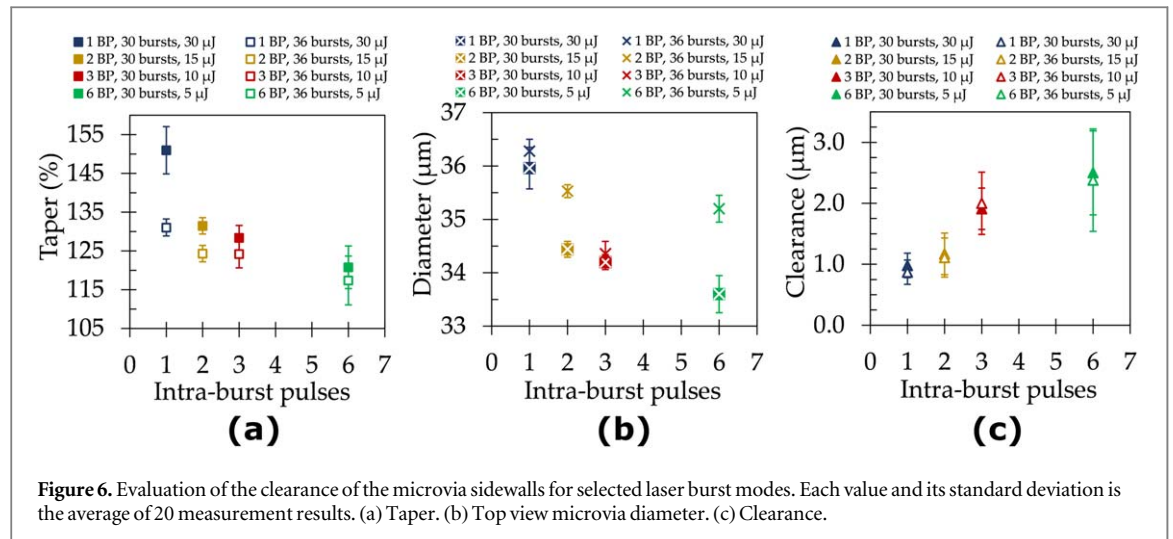 1 BP, 30 bursts, 30 μJ 1 BP, 36 bursts, 30 μJ
2 BP, 30 bursts, 15 μJ 2 BP, 36 bursts, 15 μJ
3 BP, 30 bursts, 10 μJ 3 BP, 36 bursts, 10 μJ
6 BP, 30 bursts, 5 μJ 6 BP, 36 bursts, 5 μJ
155
145
135
125
115
105
Taper (%)
0 1 2 3 4 5 6 7
Intra-burst pulses
(a)
1 BP, 30 bursts, 30 μJ 1 BP, 36 bursts, 30 μJ
2 BP, 30 bursts, 15 μJ 2 BP, 36 bursts, 15 μJ
3 BP, 30 bursts, 10 μJ 3 BP, 36 bursts, 10 μJ
6 BP, 30 bursts, 5 μJ 6 BP, 36 bursts, 5 μJ
37
36
35
34
33
Diameter (μm)
0 1 2 3 4 5 6 7
Intra-burst pulses
(b)
1 BP, 30 bursts, 30 μJ 1 BP, 36 bursts, 30 μJ
2 BP, 30 bursts, 15 μJ 2 BP, 36 bursts, 15 μJ
3 BP, 30 bursts, 10 μJ 3 BP, 36 bursts, 10 μJ
6 BP, 30 bursts, 5 μJ 6 BP, 36 bursts, 5 μJ
3.0
2.0
1.0
0.0
Clearance (μm)
0 1 2 3 4 5 6 7
Intra-burst pulses
(c)
Figure 6. Evaluation of the clearance of the microvia sidewalls for selected laser burst modes. Each value and its standard deviation is
the average of 20 measurement results. (a) Taper. (b) Top view microvia diameter. (c) Clearance.